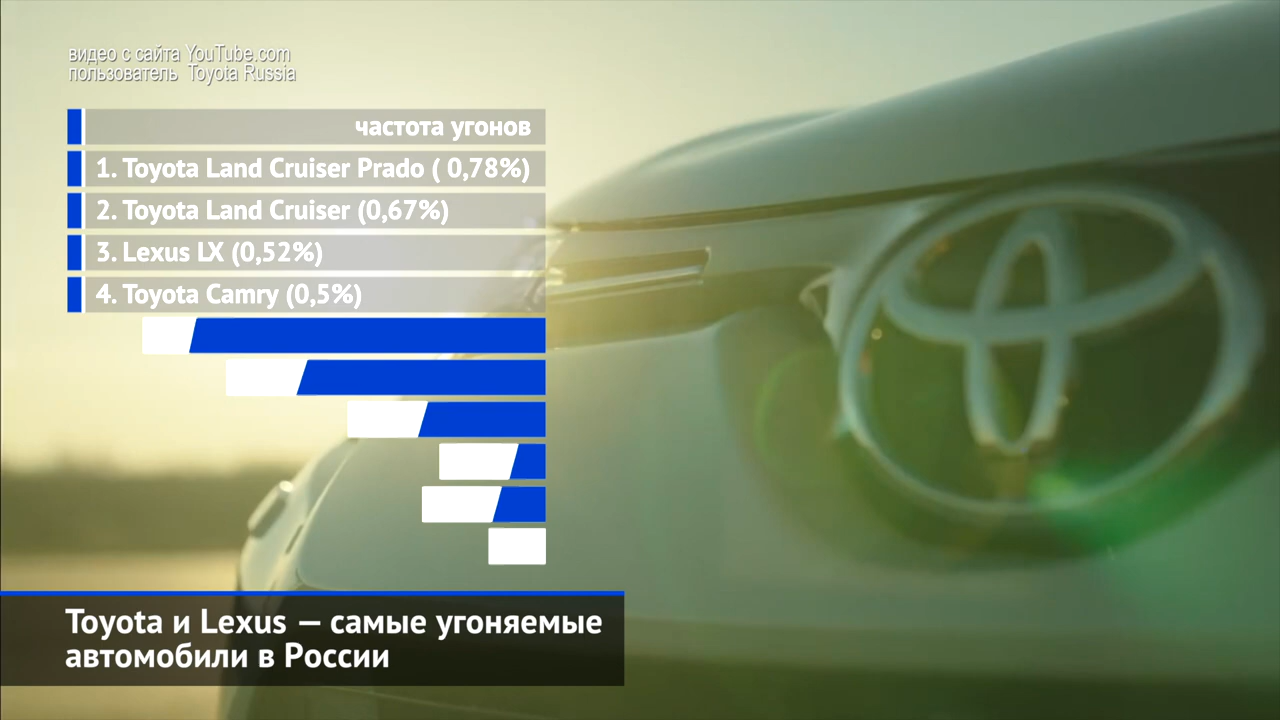 видео с сайта YouTube.com
пользователь Toyota Russia
частота угонов
1. Toyota Land Cruiser Prado ( 0,78%)
2. Toyota Land Cruiser (0,67%)
3. Lexus LX (0,52%)
4. Toyota Camry (0,5%)
Toyota и Lexus — самые угоняемые
автомобили в России